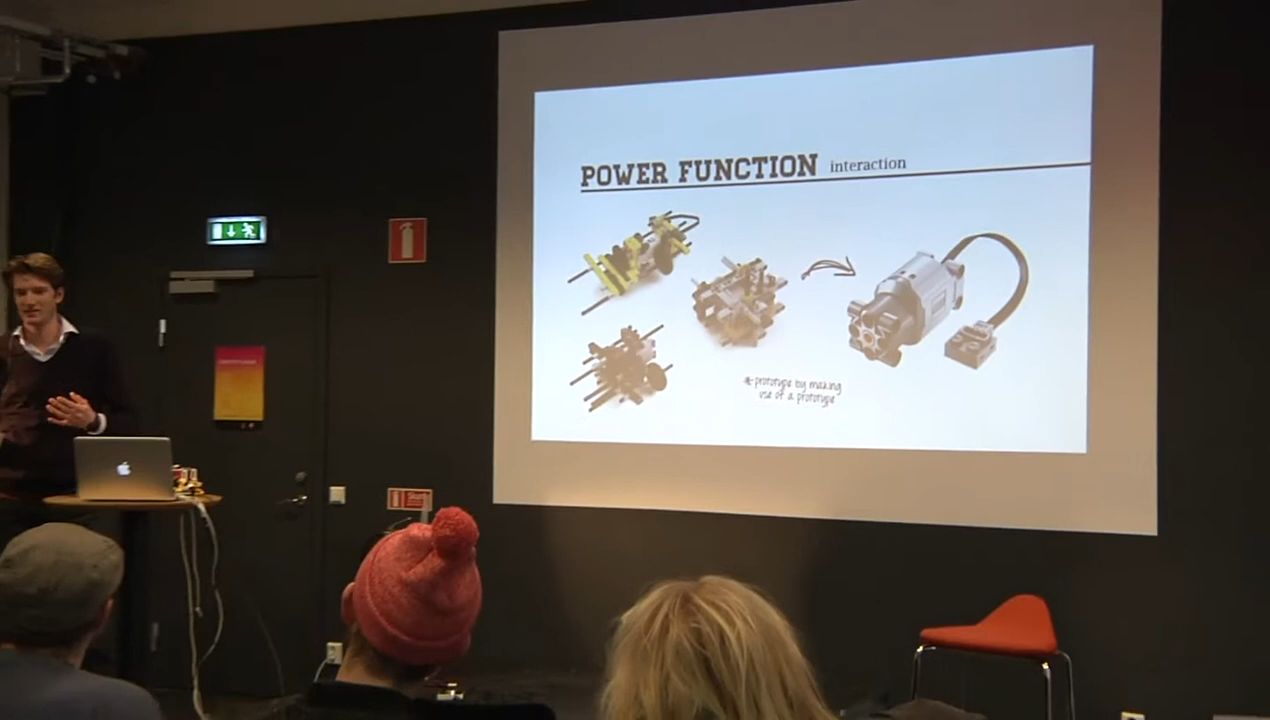 POWER FUNCTION interaction
* prototype by making
use of a prototype